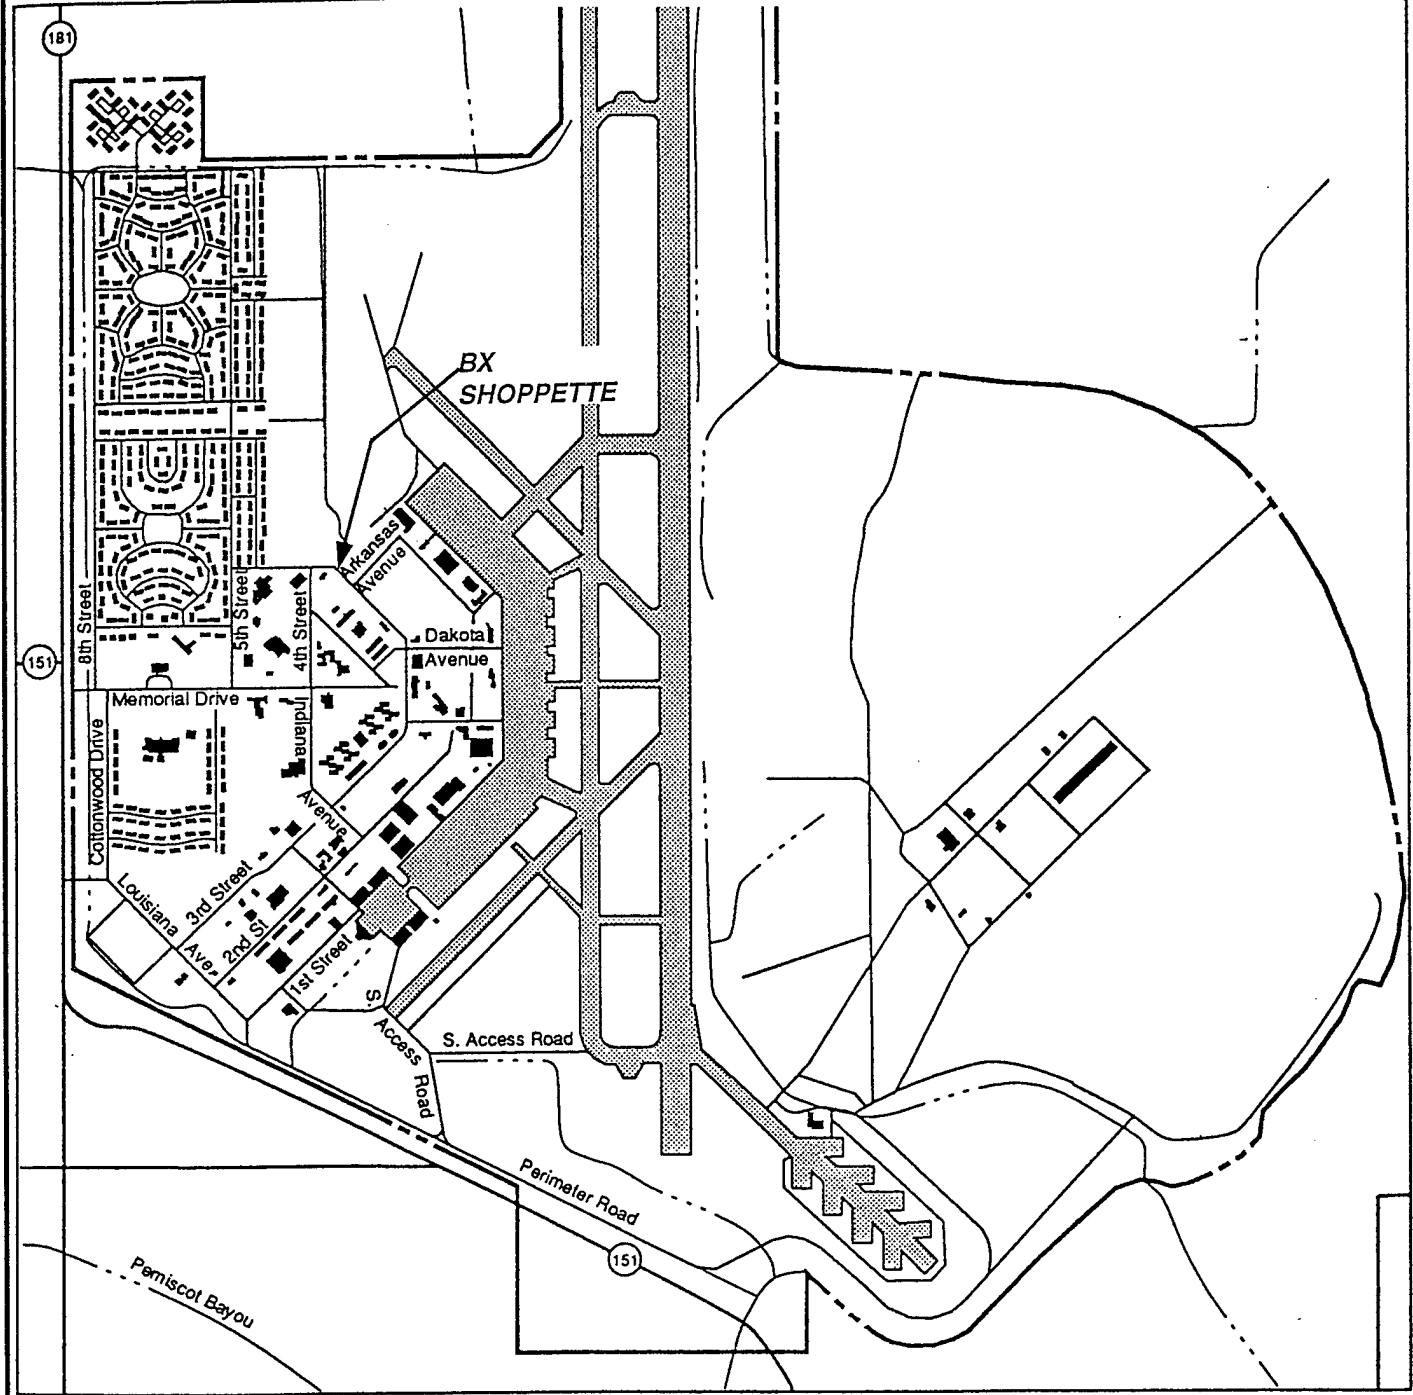 181
BX
SHOPPETTE
Arkansas
Avenue
8th Street
5th Street
4th Street
Dakota
Avenue
151
Memorial Drive
Indiana
Avenue
Cottonwood Drive
Louisiana
Ave.
3rd Street
2nd St
1st Street
S.
Access
Road
S. Access Road
Perimeter Road
151
Pemiscot Bayou